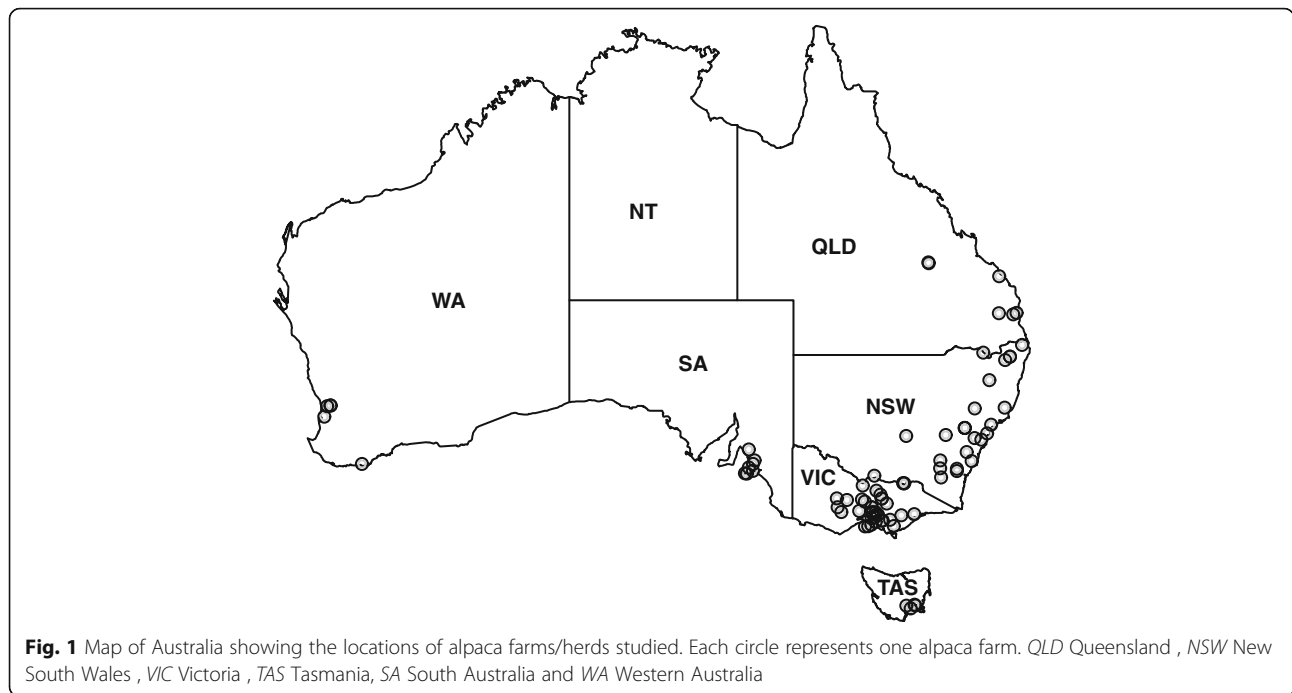 NT
QLD
WA
SA
NSW
VIC
TAS
Fig. 1 Map of Australia showing the locations of alpaca farms/herds studied. Each circle represents one alpaca farm. QLD Queensland , NSW New
South Wales , VIC Victoria , TAS Tasmania, SA South Australia and WA Western Australia